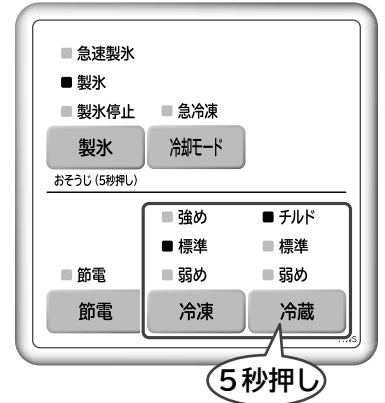 急速製氷
製氷
製氷停止 急冷凍
製氷 冷却モード
おそうじ（5秒押し）
強め チルド
標準 標準
節電 弱め 弱め
節電 冷凍 冷蔵
5秒押し